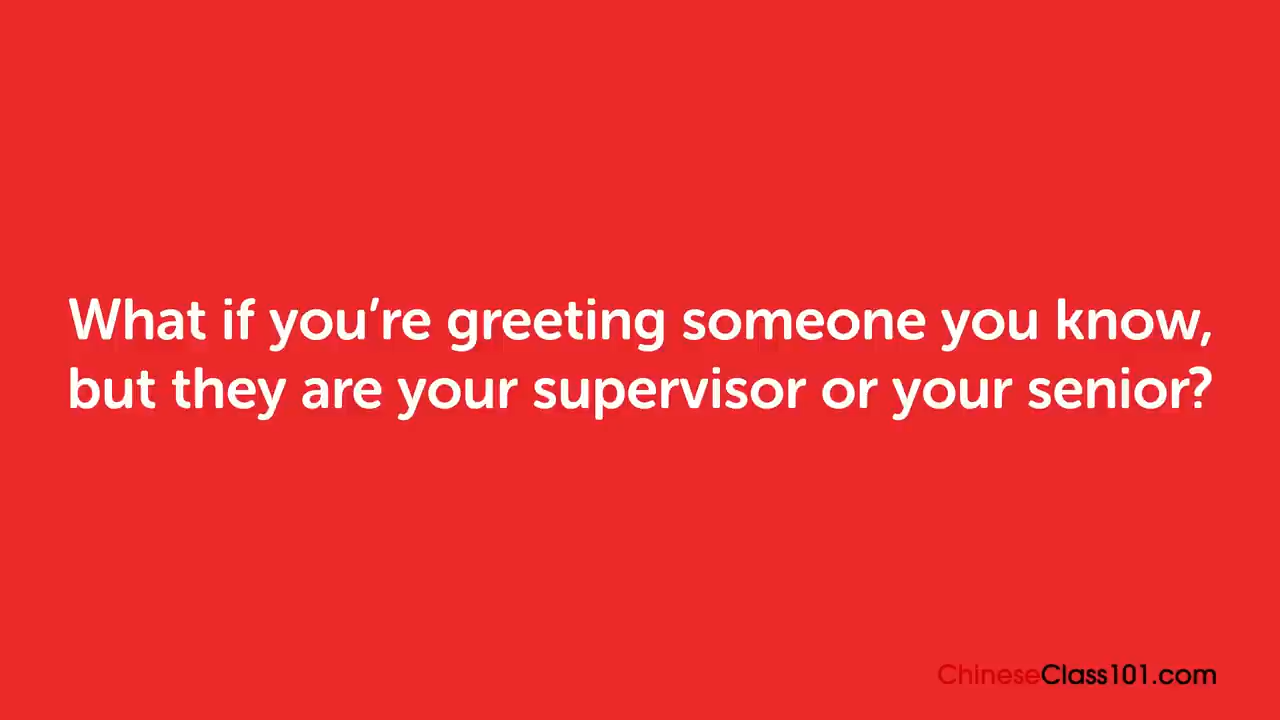 What if you’re greeting someone you know,
but they are your supervisor or your senior?
ChineseClass101.com